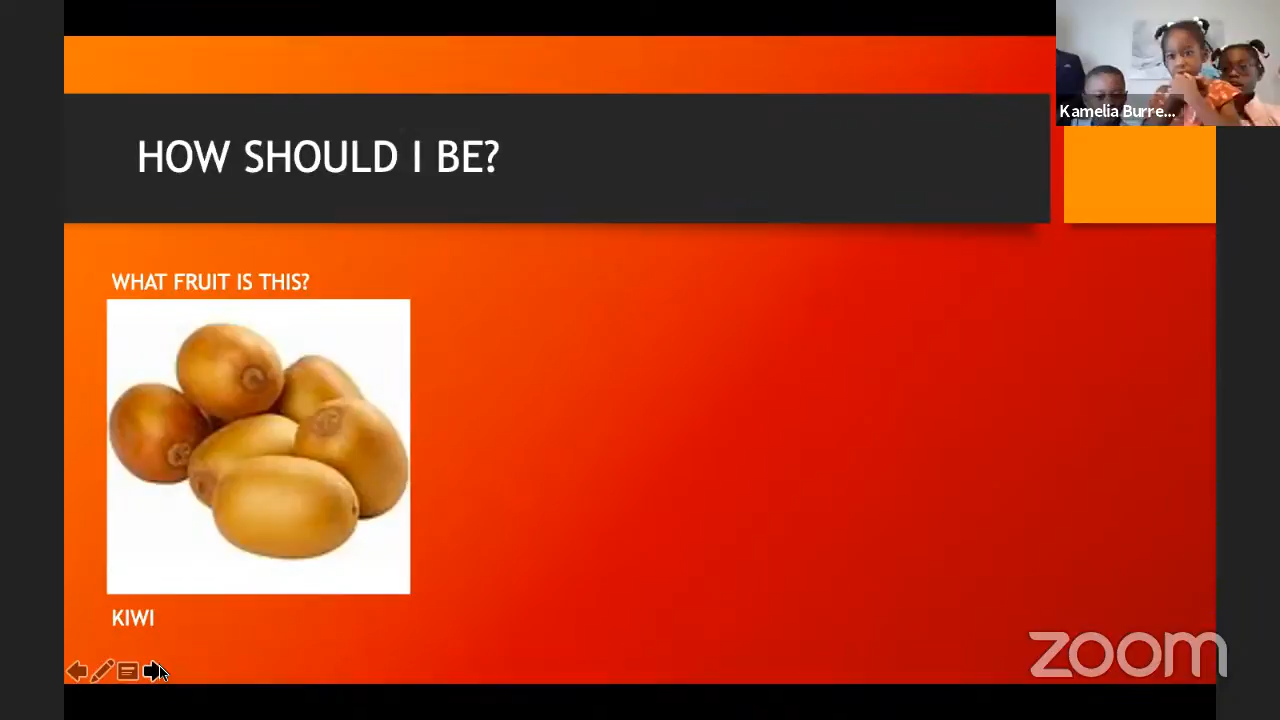 Kamelia Burre...
HOW SHOULD I BE?
WHAT FRUIT IS THIS?
KIWI
zoom